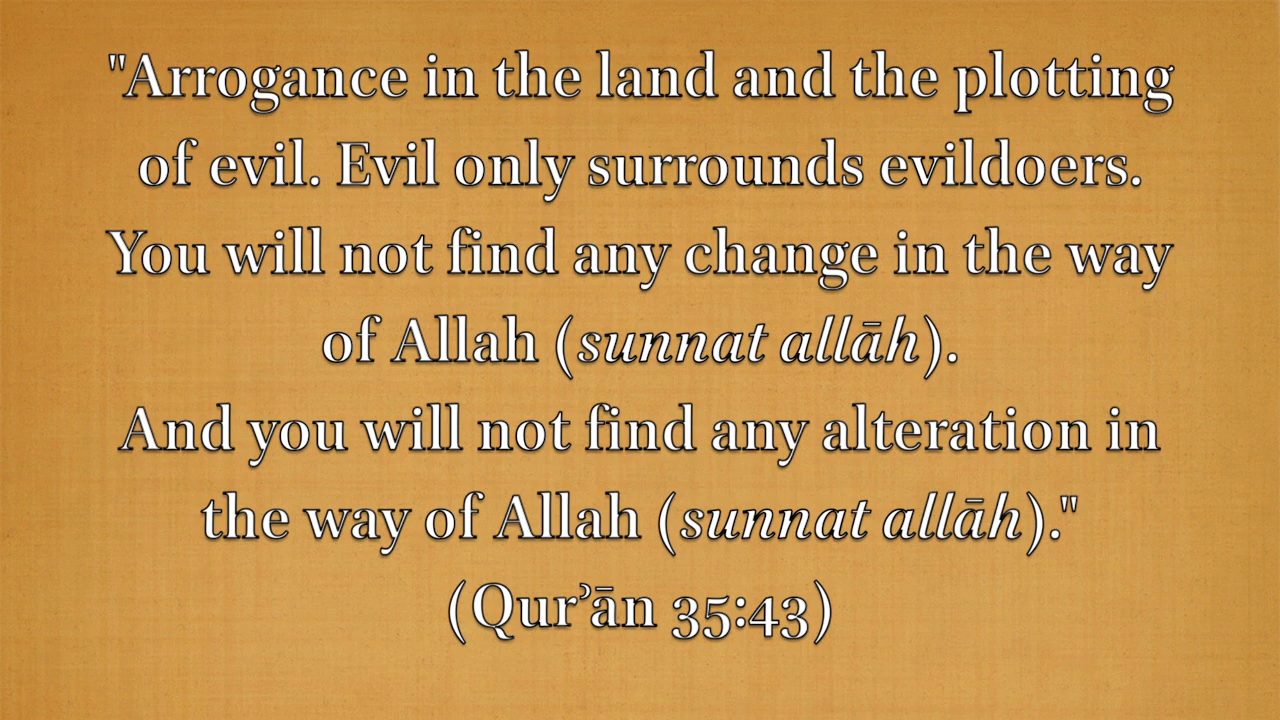 "Arrogance in the land and the plotting
of evil. Evil only surrounds evildoers.
You will not find any change in the way
of Allah (sunnat allāh).
And you will not find any alteration in
the way of Allah (sunnat allāh)."
(Qurʾān 35:43)